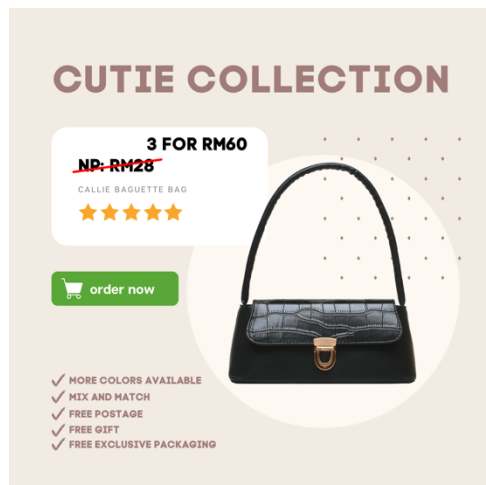 CUTIE COLLECTION
3 FOR RM60
NP: RM28
CALLIE BAGUETTE BAG
order now
MORE COLORS AVAILABLE
MIX AND MATCH
FREE POSTAGE
FREE GIFT
FREE EXCLUSIVE PACKAGING